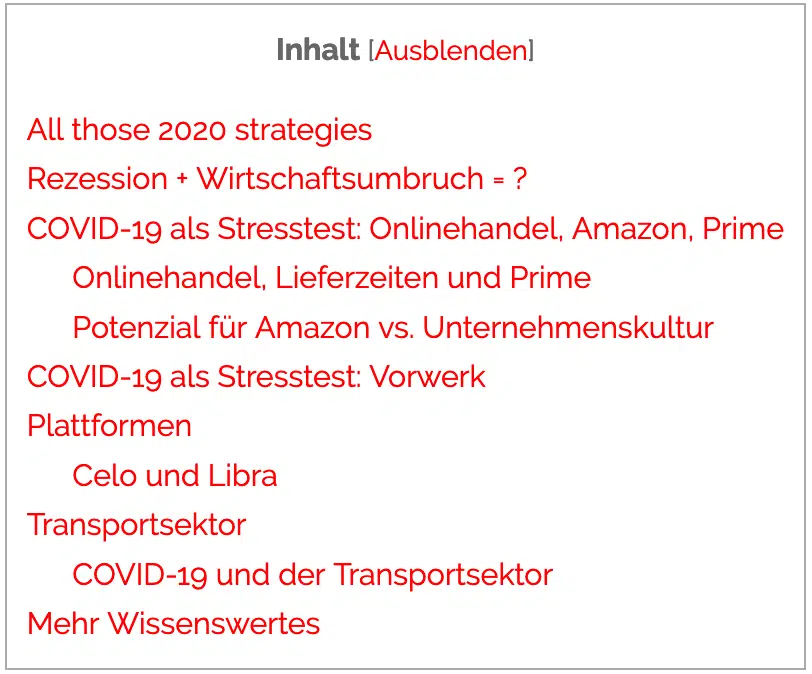 Inhalt [Ausblenden]
All those 2020 strategies
Rezession + Wirtschaftsumbruch = ?
COVID-19 als Stresstest: Onlinehandel, Amazon, Prime
Onlinehandel, Lieferzeiten und Prime
Potenzial für Amazon vs. Unternehmenskultur
COVID-19 als Stresstest: Vorwerk
Plattformen
Celo und Libra
Transportsektor
COVID-19 und der Transportsektor
Mehr Wissenswertes